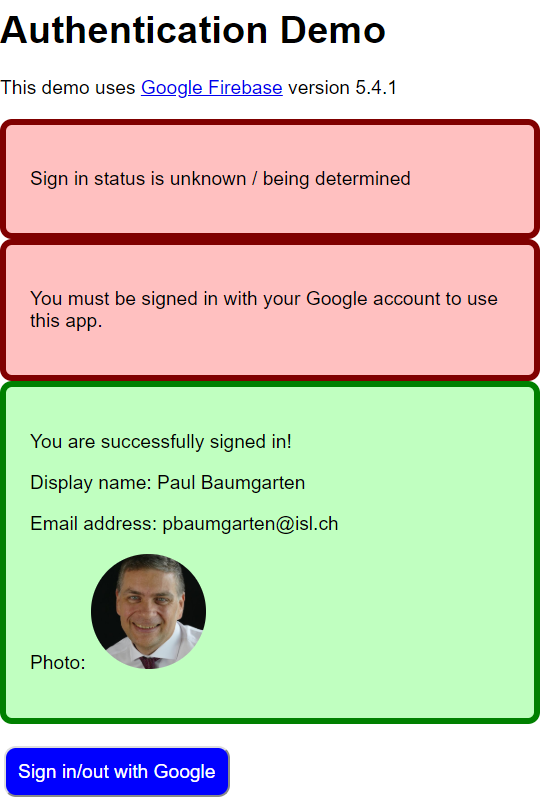 Authentication Demo
This demo uses Google Firebase version 5.4.1
Sign in status is unknown / being determined
You must be signed in with your Google account to use
this app.
You are successfully signed in!
Display name: Paul Baumgarten
Email address: pbaumgarten@isl.ch
Photo:
Sign in/out with Google